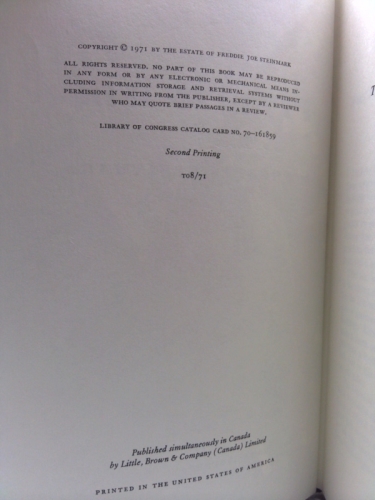 COPYRIGHT © 1971 BY THE ESTATE OF FREDDIE JOE STEINMARK
ALL RIGHTS RESERVED. NO PART OF THIS BOOK MAY BE REPRODUCED
IN ANY FORM OR BY ANY ELECTRONIC OR MECHANICAL MEANS IN-
CLUDING INFORMATION STORAGE AND RETRIEVAL SYSTEMS WITHOUT
PERMISSION IN WRITING FROM THE PUBLISHER, EXCEPT BY A REVIEWER
WHO MAY QUOTE BRIEF PASSAGES IN A REVIEW.
LIBRARY OF CONGRESS CATALOG CARD NO. 70-161859
Second Printing
T08/71
Published simultaneously in Canada
by Little, Brown & Company (Canada) Limited
PRINTED IN THE UNITED STATES OF AMERICA